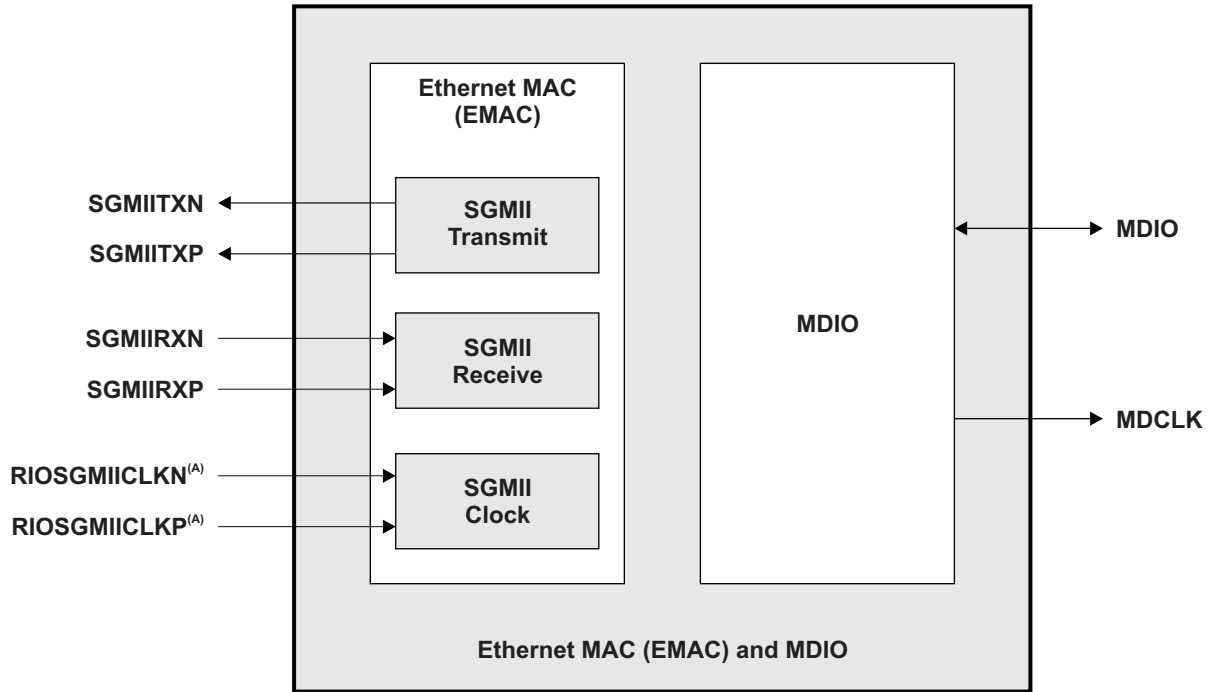 Ethernet MAC
(EMAC)
SGMII
Transmit
SGMII
Receive
SGMII
Clock
SGMIITXN
SGMIITXP
SGMIIRXN
SGMIIRXP
RIOSGMIICLKN(A)
RIOSGMIICLKP(A)
MDIO
MDIO
MDCLK
Ethernet MAC (EMAC) and MDIO